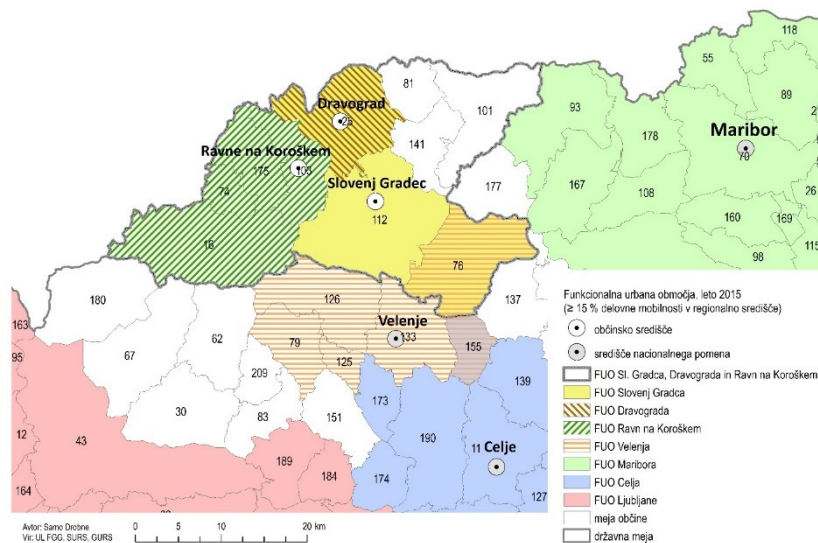 118
55
81
101
89
Dravograd
93
25
Maribor
141
178
70
Ravne na Koroškem
103
175
74
177
167
108
Slovenj Gradec
112
26
160
169
16
76
115
98
180
126
137
Velenje
133
163
62
79
155
95
67
125
209
173
139
30
83
151
190
12
43
11
Celje
189
184
174
164
127
Funkcionalna urbana območja, leto 2015
(≥ 15 % delovne mobilnosti v regionalno središče)
občinsko središče
središče nacionalnega pomena
FUO Sl. Gradca, Dravograda in Ravn na Koroškem
FUO Slovenj Gradca
FUO Dravograda
FUO Ravn na Koroškem
FUO Velenja
FUO Maribora
FUO Celja
FUO Ljubljane
meja občine
državna meja
Avtor: Samo Drobne
Vir: UL FGG, SURS, GURS
0 5 10 20 km